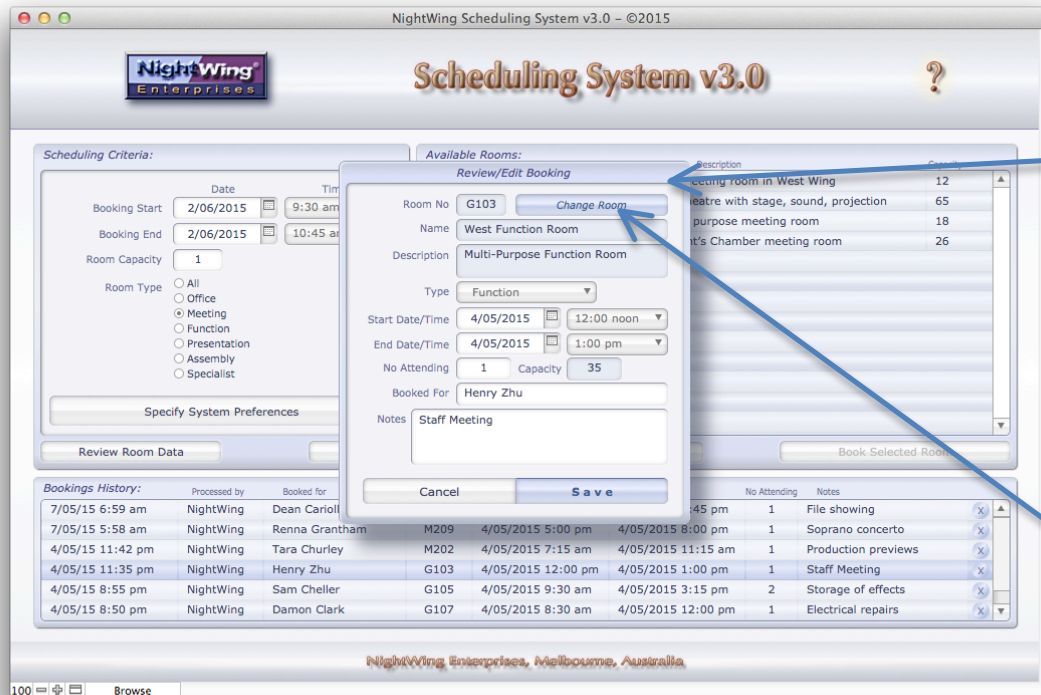 NightWing Scheduling System v3.0 – ©2015
NightWing
Enterprises
Scheduling System v3.0
?
Scheduling Criteria:
Date
Booking Start 2/06/2015 9:30 am
Booking End 2/06/2015 10:45
Room Capacity 1
Room Type
All
Office
Meeting
Function
Presentation
Assembly
Specialist
Specify System Preferences
Review Room Data
Available Rooms:
Description Capacity
meeting room in West Wing 12
theatre with stage, sound, projection 65
purpose meeting room 18
Chamber meeting room 26
Book Selected Room
Review/Edit Booking
Room No G103 Change Room
Name West Function Room
Description Multi-Purpose Function Room
Type Function
Start Date/Time 4/05/2015 12:00 noon
End Date/Time 4/05/2015 1:00 pm
No Attending 1 Capacity 35
Booked For Henry Zhu
Notes Staff Meeting
Cancel Save
Bookings History: Processed by Booked for No Attending Notes
7/05/15 6:59 am NightWing Dean :45 pm 1 File showing x
7/05/15 5:58 am NightWing Renna Grantham M209 4/05/2015 5:00 pm 4/05/2015 8:00 pm 1 Soprano concerto x
4/05/15 11:42 pm NightWing Tara Churley M202 4/05/2015 7:15 am 4/05/2015 11:15 am 1 Production previews x
4/05/15 11:35 pm NightWing Henry Zhu G103 4/05/2015 12:00 pm 4/05/2015 1:00 pm 1 Staff Meeting x
4/05/15 8:55 pm NightWing Sam Cheller G105 4/05/2015 9:30 am 4/05/2015 3:15 pm 2 Storage of effects x
4/05/15 8:50 pm NightWing Damon Clark G107 4/05/2015 8:30 am 4/05/2015 12:00 pm 1 Electrical repairs x
NightWing Enterprises, Melbourne, Australia
100 Browse